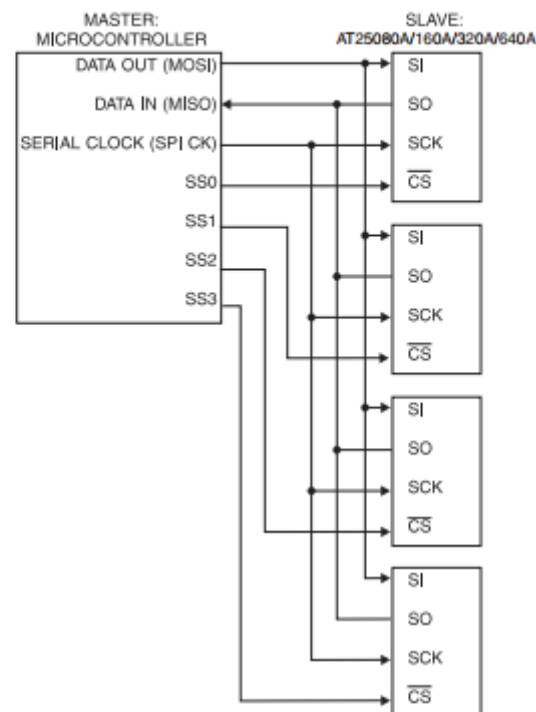 MASTER:
MICROCONTROLLER
SLAVE:
AT25080A/160A/320A/640A
DATA OUT (MOSI)
DATA IN (MISO)
SERIAL CLOCK (SPI CK)
SS0
SS1
SS2
SS3
SI
SO
SCK
CS
SI
SO
SCK
CS
SI
SO
SCK
CS
SI
SO
SCK
CS